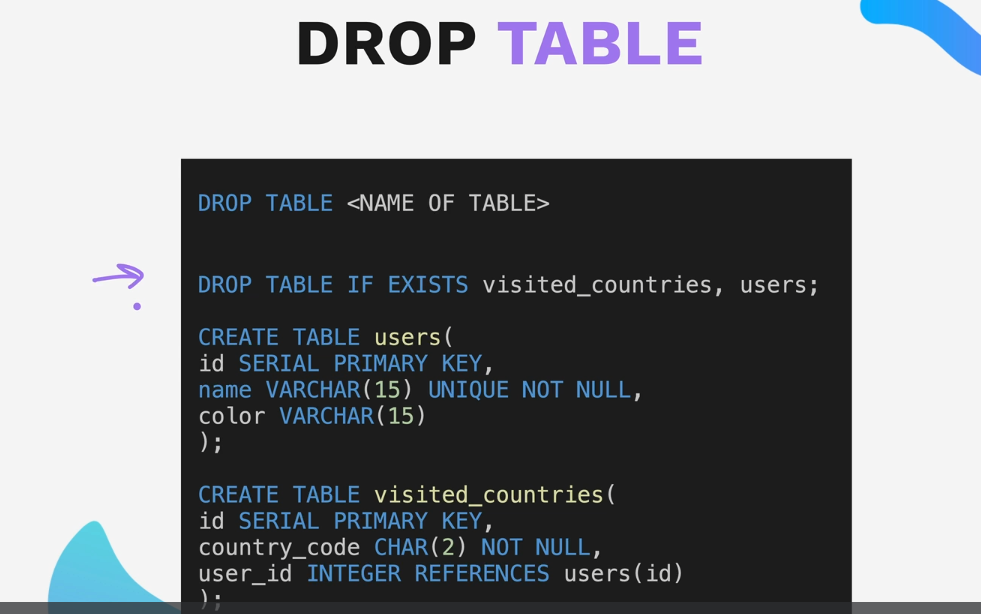 DROP TABLE
DROP TABLE <NAME OF TABLE>
DROP TABLE IF EXISTS visited_countries, users;
CREATE TABLE users(
id SERIAL PRIMARY KEY,
name VARCHAR(15) UNIQUE NOT NULL,
color VARCHAR(15)
);
CREATE TABLE visited_countries(
id SERIAL PRIMARY KEY,
country_code CHAR(2) NOT NULL,
user_id INTEGER REFERENCES users(id)
);